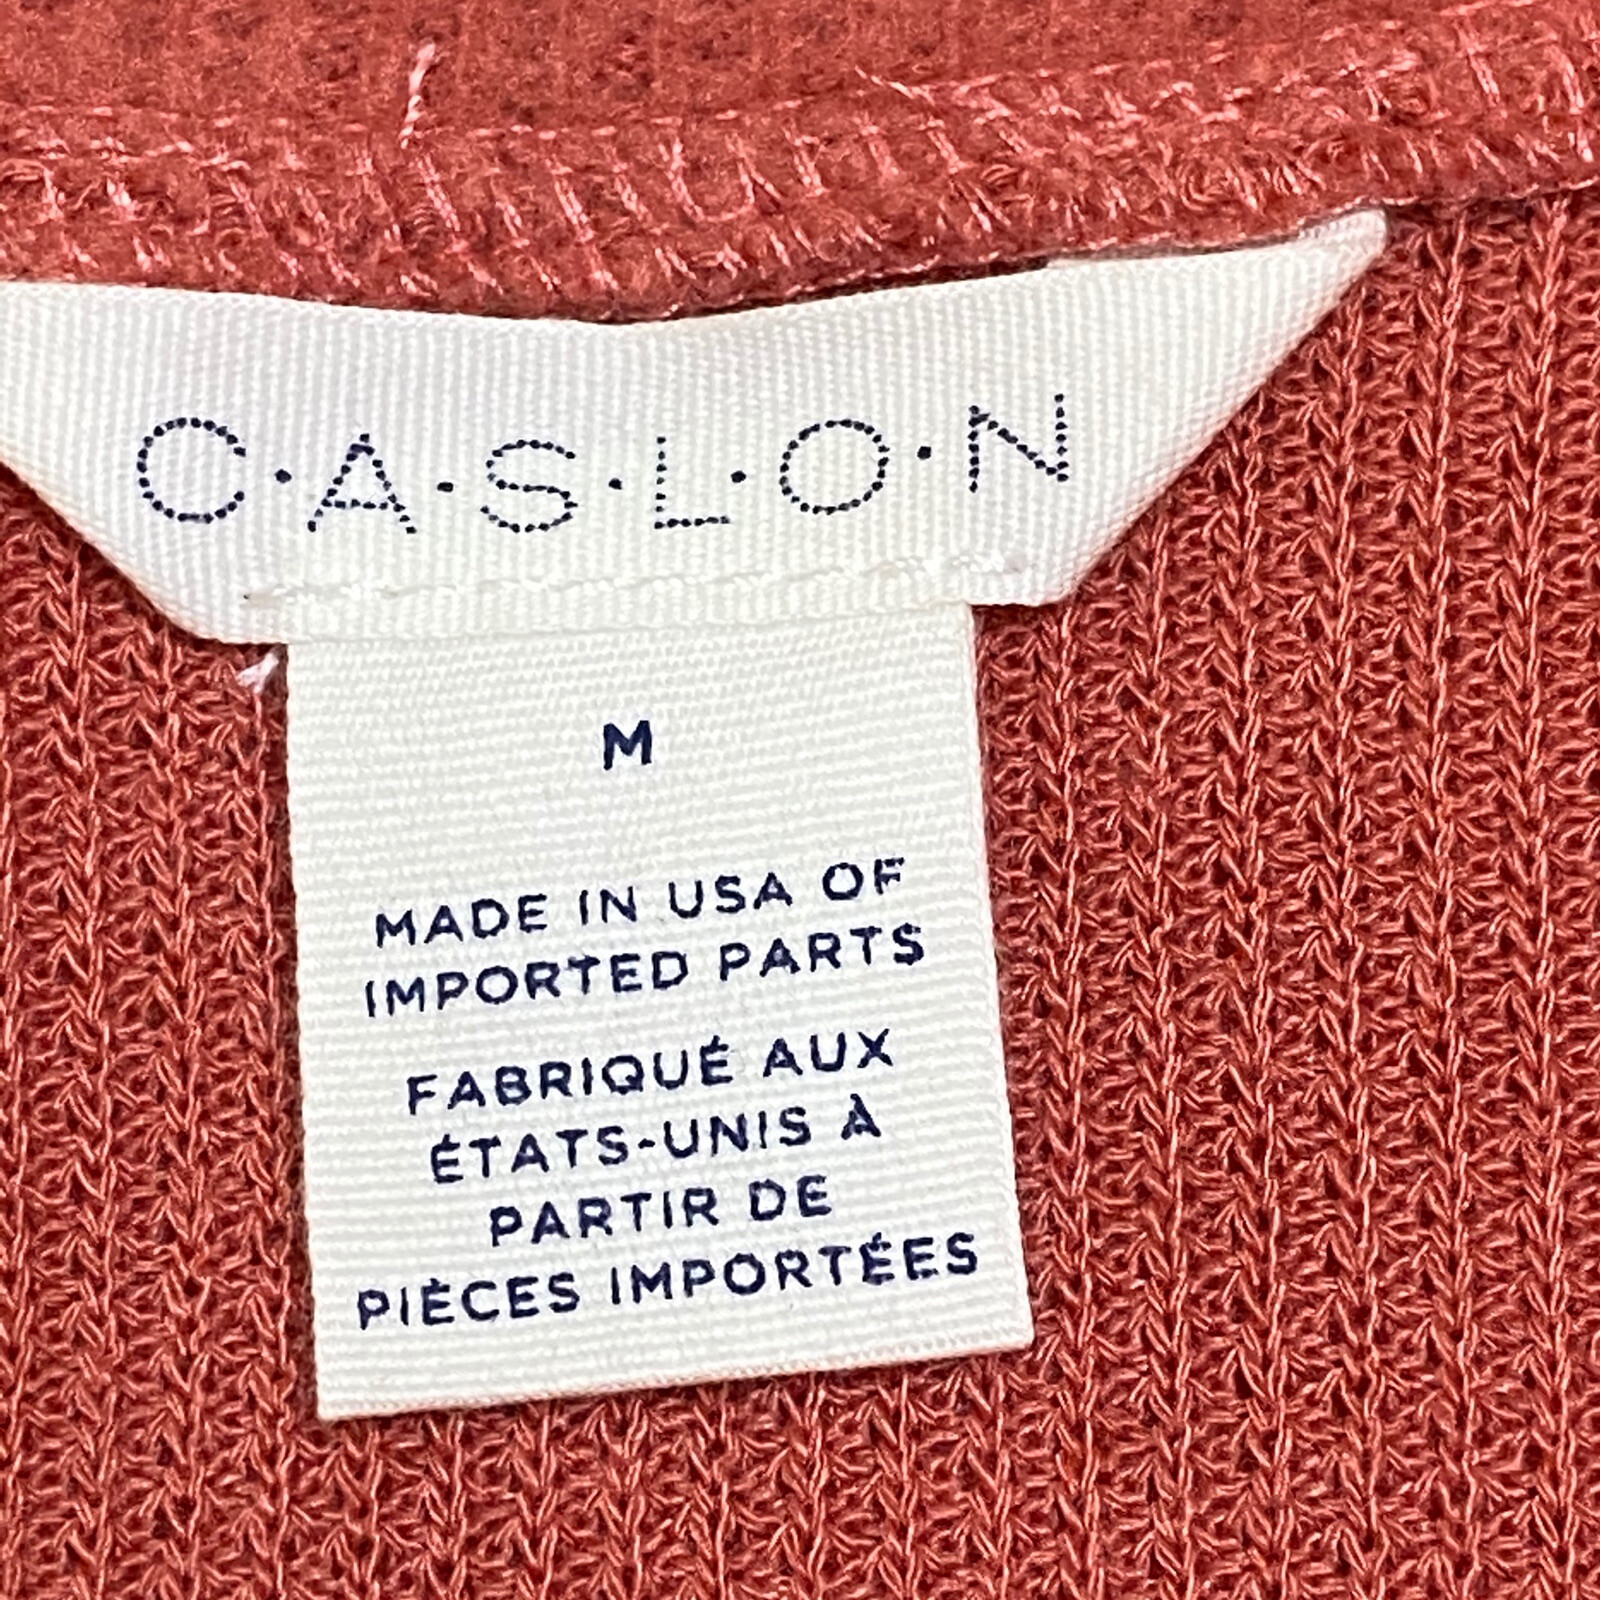 C·A·S·L·O·N
M
MADE IN USA OF
IMPORTED PARTS
FABRIQUÉ AUX
ÉTATS-UNIS À
PARTIR DE
PIÈCES IMPORTÉES